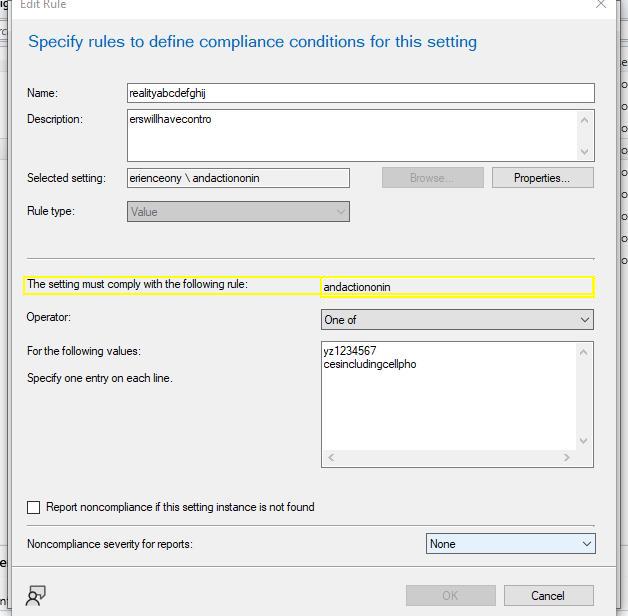 Edit Rule
Specify rules to define compliance conditions for this setting
Name:
realityabcdefghij
Description:
erswillhavecontro
Selected setting:
erienceony \ andactiononin
Browse...
Properties...
Rule type:
Value
The setting must comply with the following rule:
andactiononin
Operator:
One of
For the following values:
yz1234567
cesincludingcellpho
Specify one entry on each line.
Report noncompliance if this setting instance is not found
Noncompliance severity for reports:
None
OK
Cancel